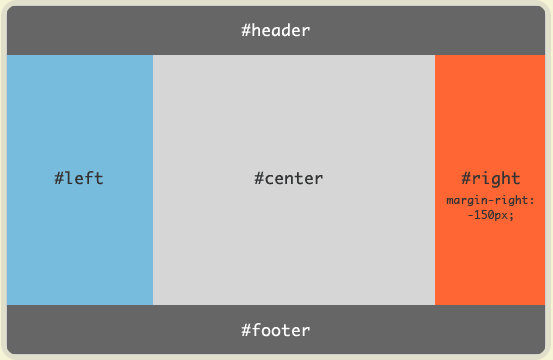 #header
#left
#center
#right
margin-right:
-150px;
#footer